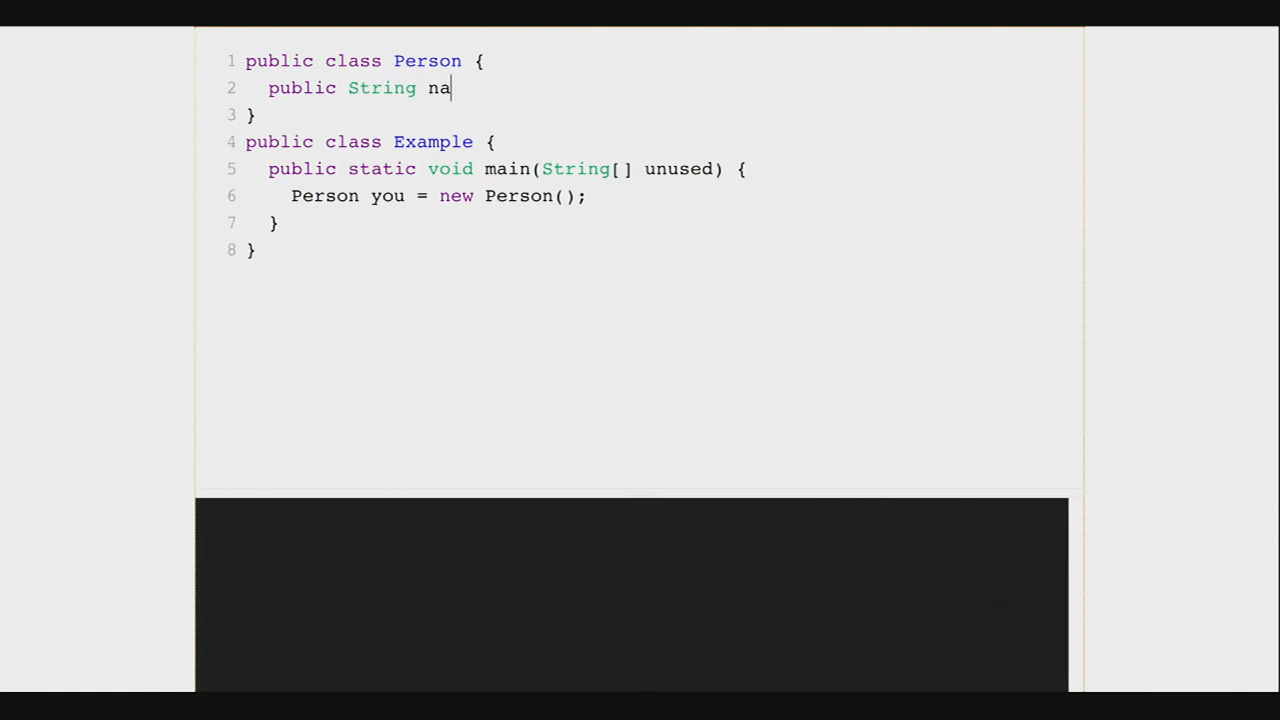 1 public class Person {
2   public String na
3 }
4 public class Example {
5   public static void main(String[] unused) {
6     Person you = new Person();
7   }
8 }